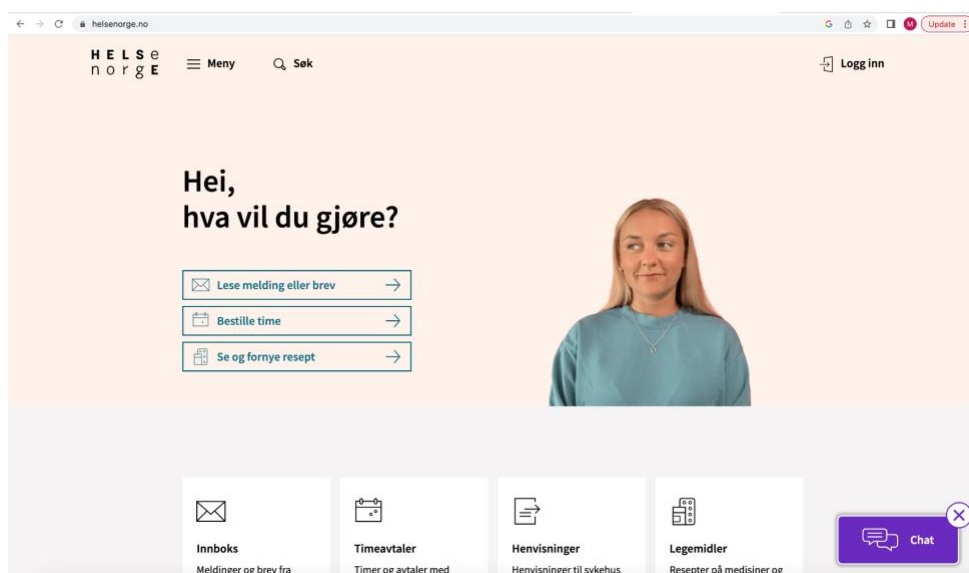 helsenorge.no
G
M
Update
HELSe
norgE
Meny
Søk
Logg inn
Hei,
hva vil du gjøre?
Lese melding eller brev
Bestille time
Se og fornye resept
Innboks
Meldinger og brev fra
Timeavtaler
Timer og avtaler med
Henvisninger
Henvisninger til sykehus
Legemidler
Resepter på medisiner og
Chat